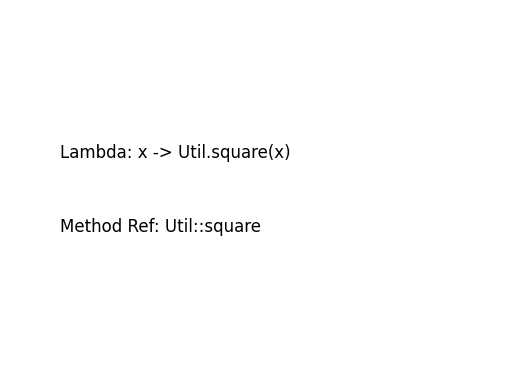 Lambda: x -> Util.square(x)
Method Ref: Util::square